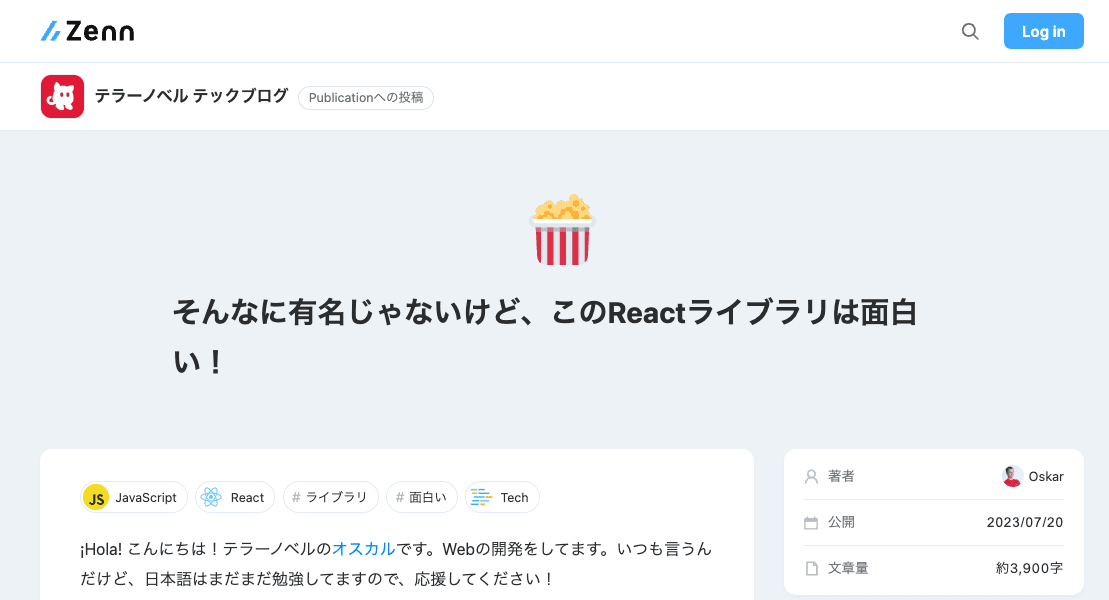 Zenn
Log in
テラーノベル テックブログ
Publicationへの投稿
そんなに有名じゃないけど、このReactライブラリは面白
い！
JS JavaScript
React
# ライブラリ
# 面白い
Tech
¡Hola! こんにちは！テラーノベルのオスカルです。Webの開発をしてます。いつも言うん
だけど、日本語はまだまだ勉強してますので、応援してください！
著者 Oskar
公開 2023/07/20
文章量 約3,900字